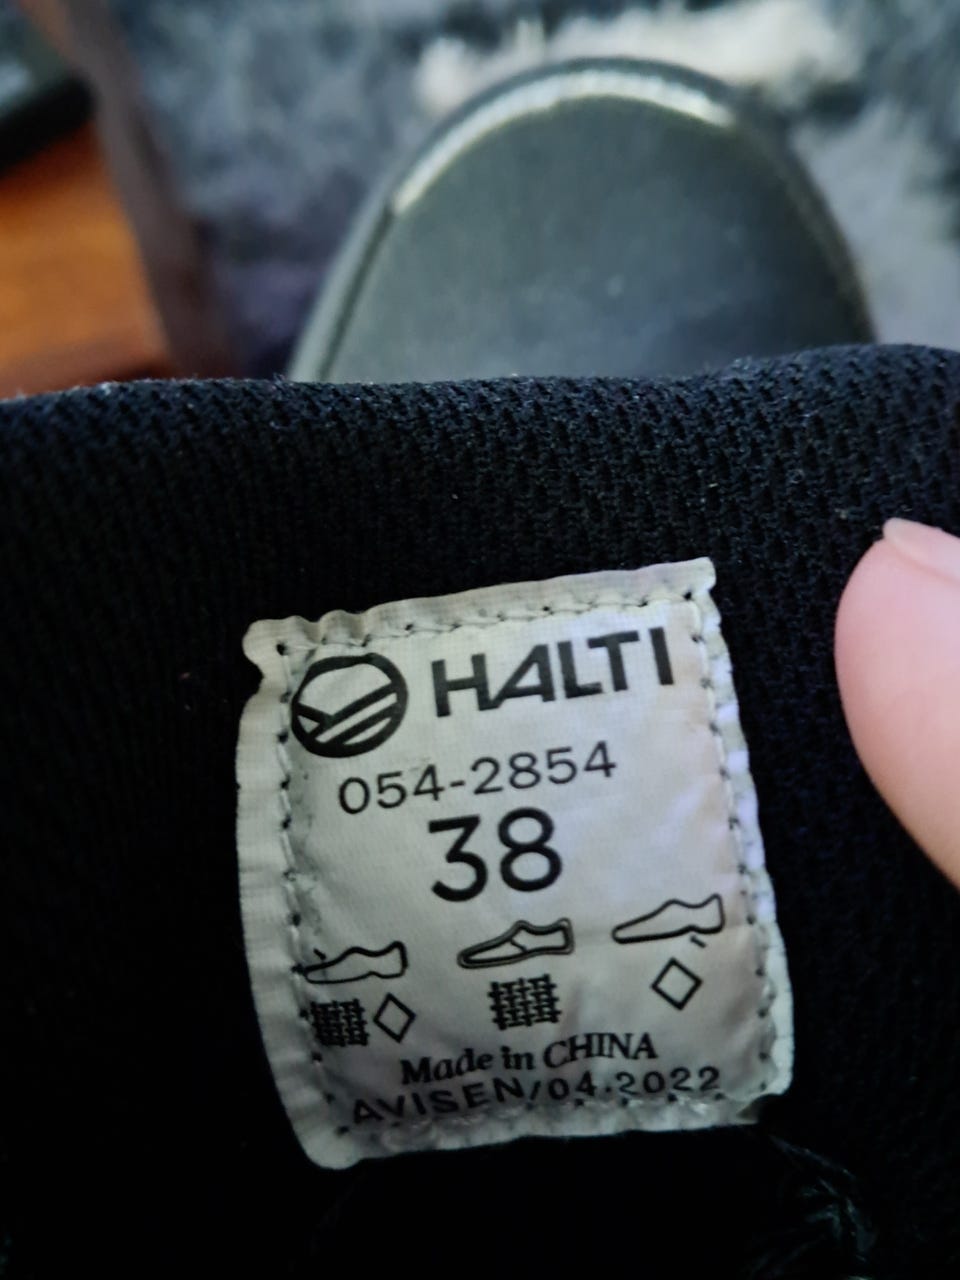 HALTI
054-2854
38
Made in CHINA
AVISEN/04.2022